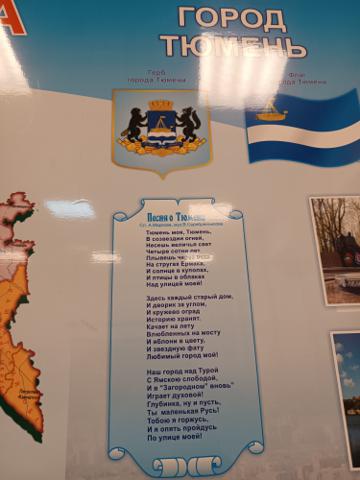 А
ГОРОД
ТЮМЕНЬ
Герб
города Тюмени
Флаг
города Тюмени
Песня о Тюмени
Тюмень моя, Тюмень,
В созвездии огней,
Несешь величья свет
Четыре сотни лет.
Плывешь через века
На стругах Ермака,
И солнце в куполах,
И птицы в облаках
Над улицей моей!
Здесь каждый старый дом,
И дворик за углом,
И кружево оград
Историю хранят.
Качает на лету
Влюбленных на мосту
И яблони в цвету,
И звездную фату
Любимый город мой!
Наш город над Турой
С Ямскою слободой,
И в "Загородном" вновь
Играет духовой!
Глубинка, ну и пусть,
Ты маленькая Русь!
Тобою я горжусь,
И я опять пройдусь
По улице моей!